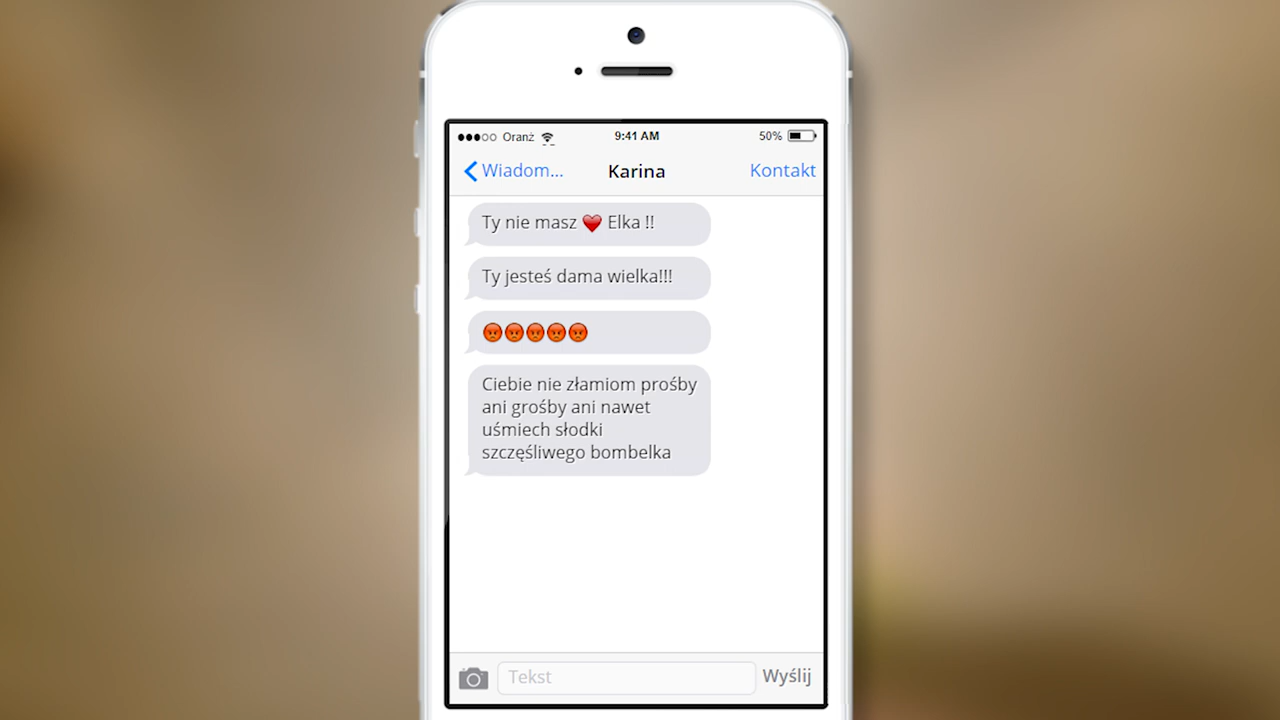 Oranż 9:41 AM 50%
Wiadom... Karina Kontakt
Ty nie masz ❤️ Elka !!
Ty jesteś dama wielka!!!
😡😡😡😡😡
Ciebie nie złamiom prośby
ani grośby ani nawet
uśmiech słodki
szczęśliwego bombelka
Tekst Wyślij